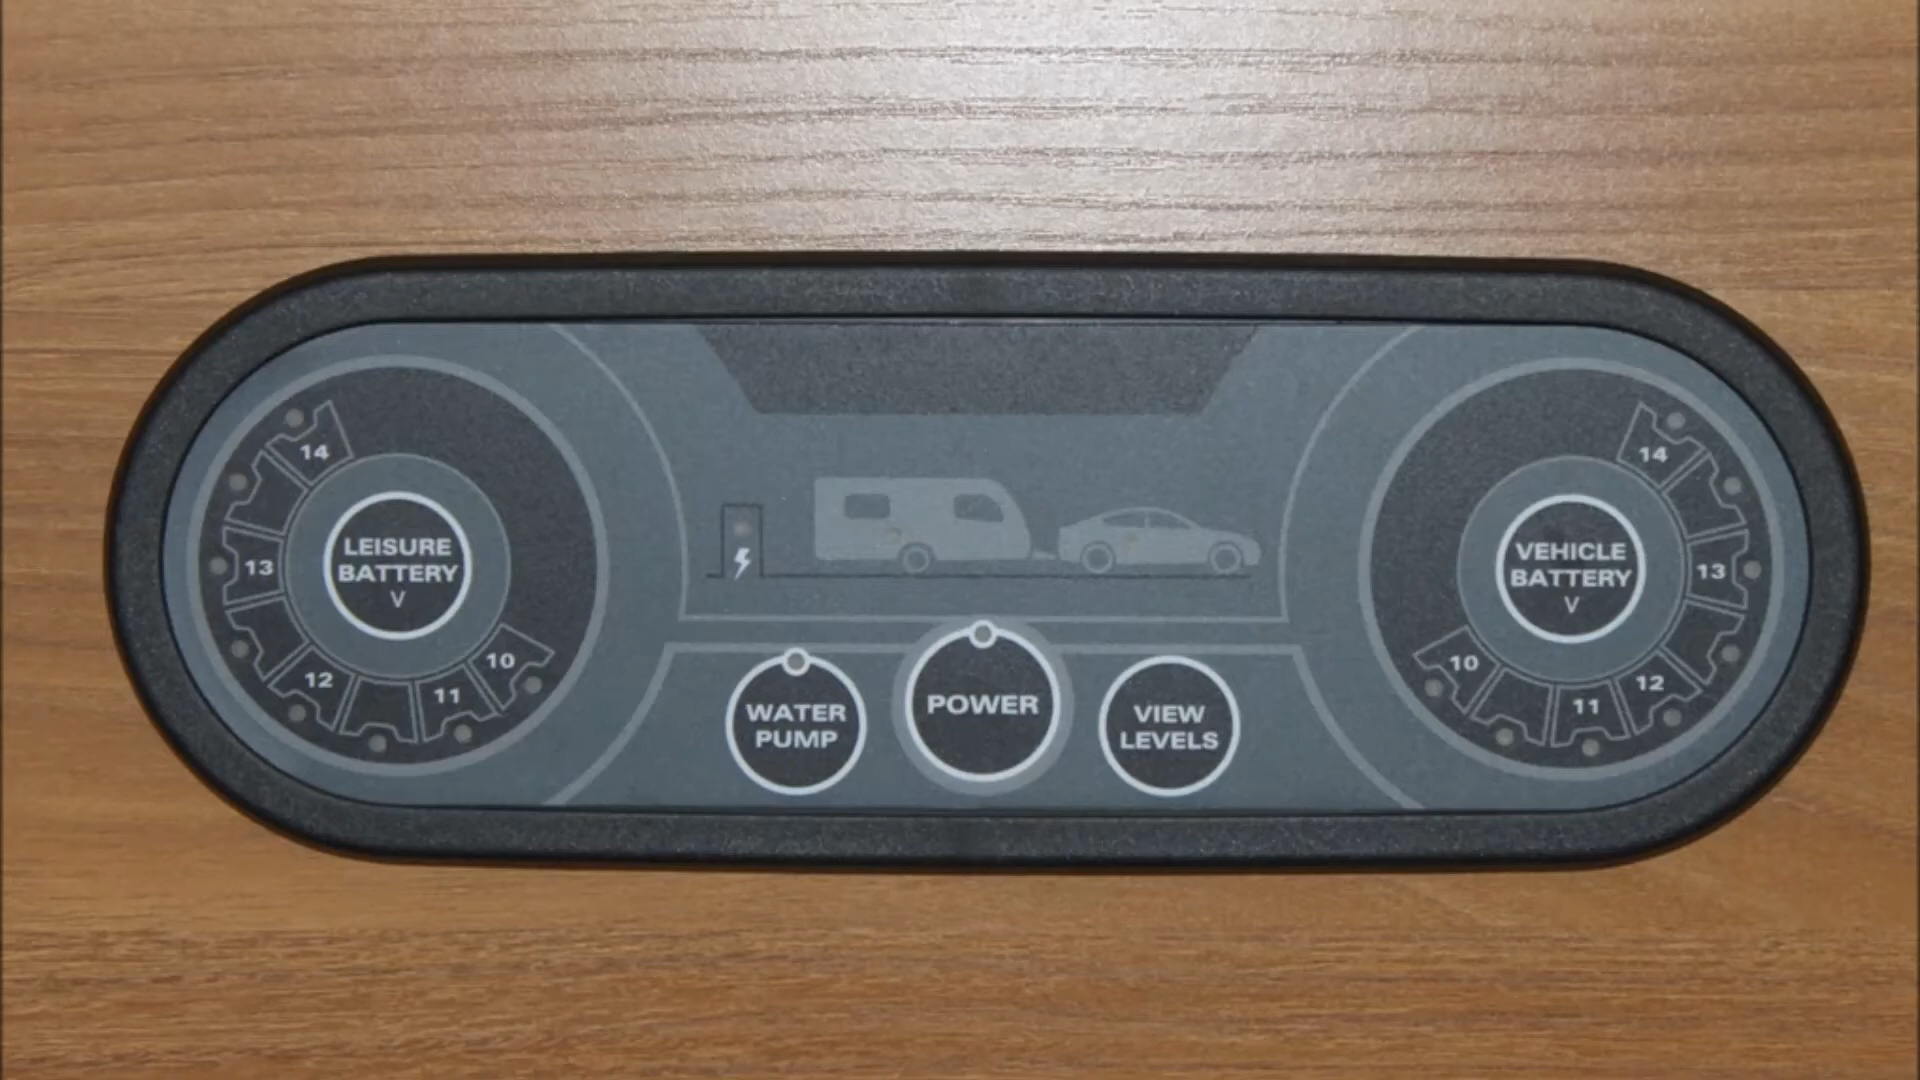 14
13
12
11
10
LEISURE
BATTERY
V
WATER
PUMP
POWER
VIEW
LEVELS
14
13
12
11
10
VEHICLE
BATTERY
V